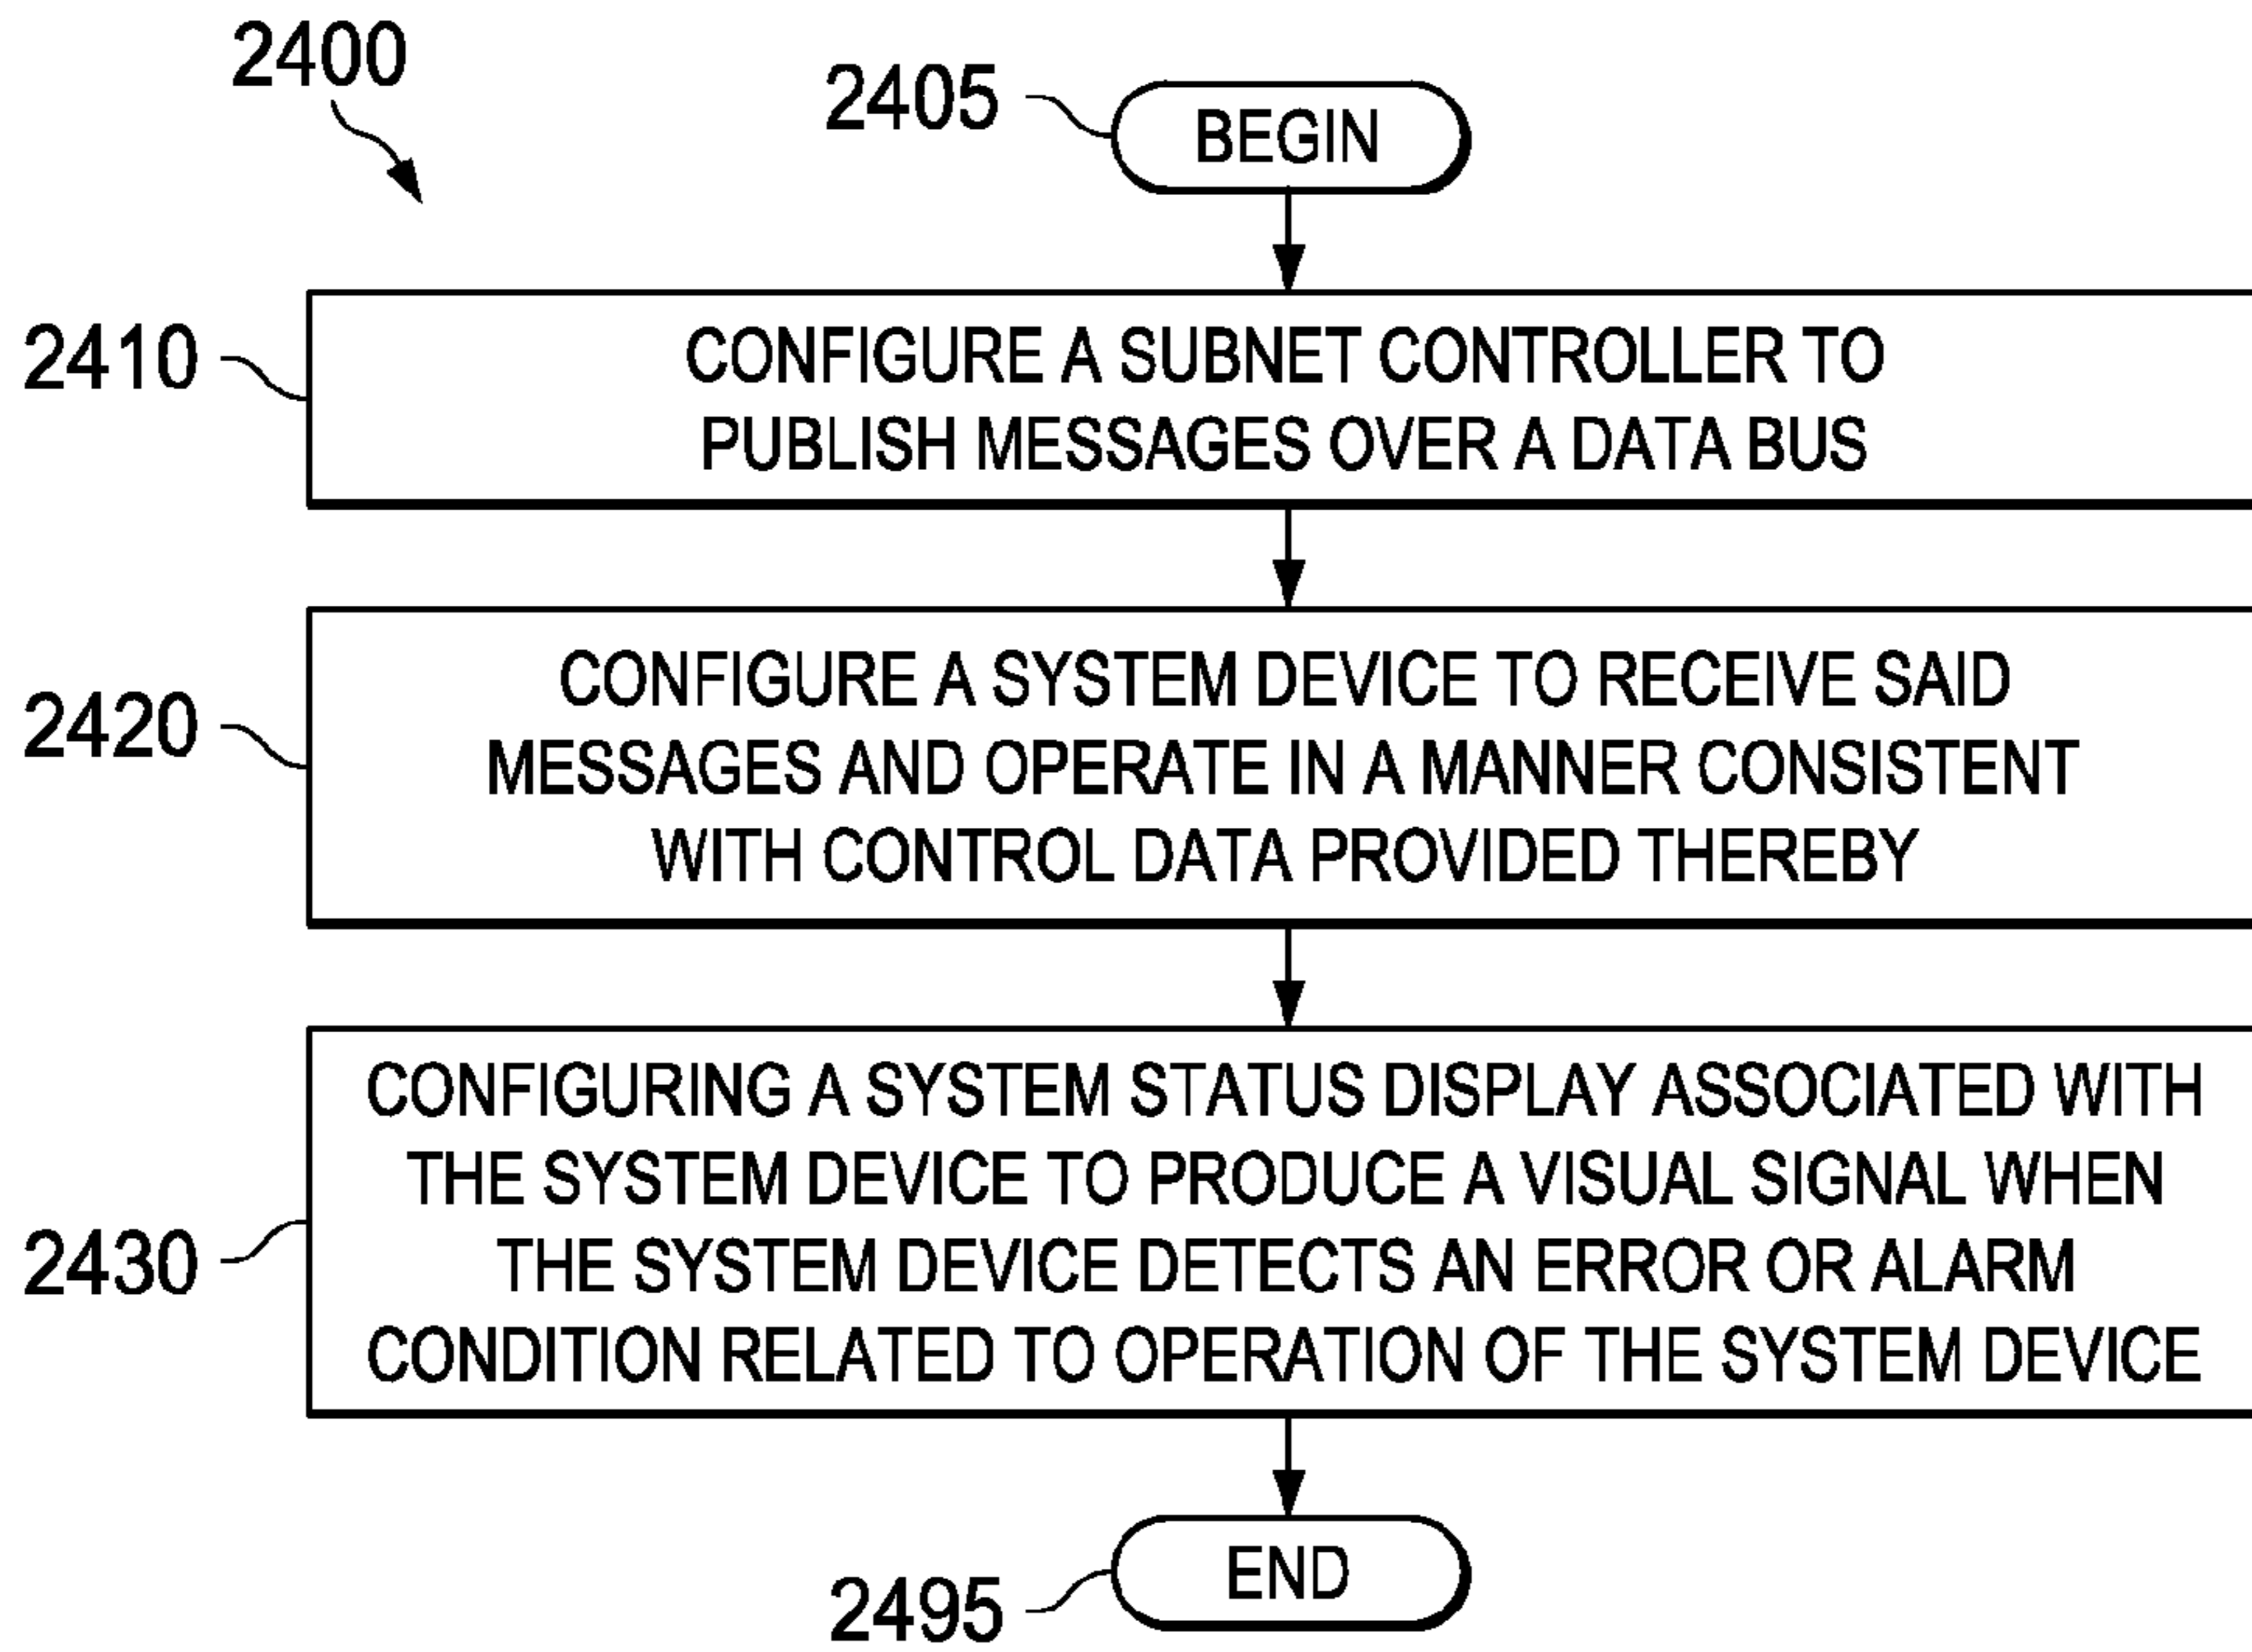 2400
2405
BEGIN
2410
CONFIGURE A SUBNET CONTROLLER TO
PUBLISH MESSAGES OVER A DATA BUS
2420
CONFIGURE A SYSTEM DEVICE TO RECEIVE SAID
MESSAGES AND OPERATE IN A MANNER CONSISTENT
WITH CONTROL DATA PROVIDED THEREBY
2430
CONFIGURING A SYSTEM STATUS DISPLAY ASSOCIATED WITH
THE SYSTEM DEVICE TO PRODUCE A VISUAL SIGNAL WHEN
THE SYSTEM DEVICE DETECTS AN ERROR OR ALARM
CONDITION RELATED TO OPERATION OF THE SYSTEM DEVICE
END
2495